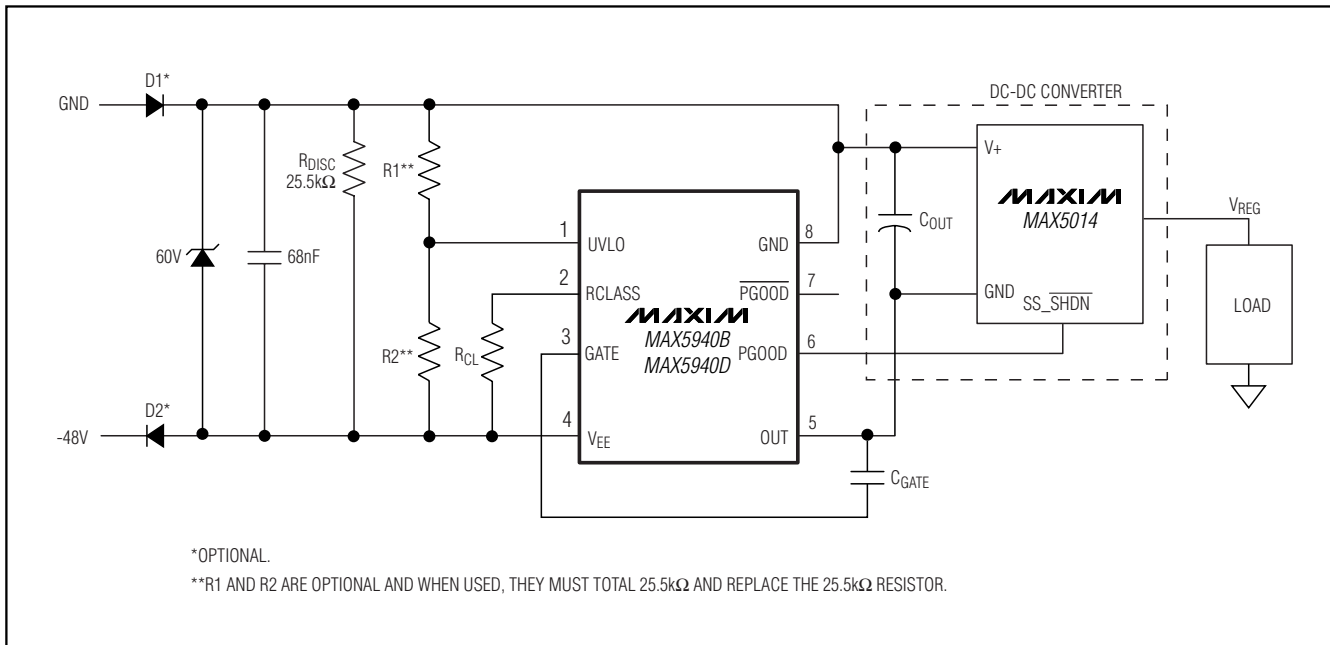 D1*
GND
DC-DC CONVERTER
V+
MAXIM
MAX5014
RDISC
25.5kΩ
R1**
COUT
VREG
1
UVLO
GND
8
60V
68nF
GND
SS_SHDN
LOAD
2
RCLASS
PGOOD
7
MAXIM
MAX5940B
MAX5940D
R2**
RCL
3
GATE
PGOOD
6
D2*
-48V
4
VEE
OUT
5
CGATE
*OPTIONAL.
**R1 AND R2 ARE OPTIONAL AND WHEN USED, THEY MUST TOTAL 25.5kΩ AND REPLACE THE 25.5kΩ RESISTOR.